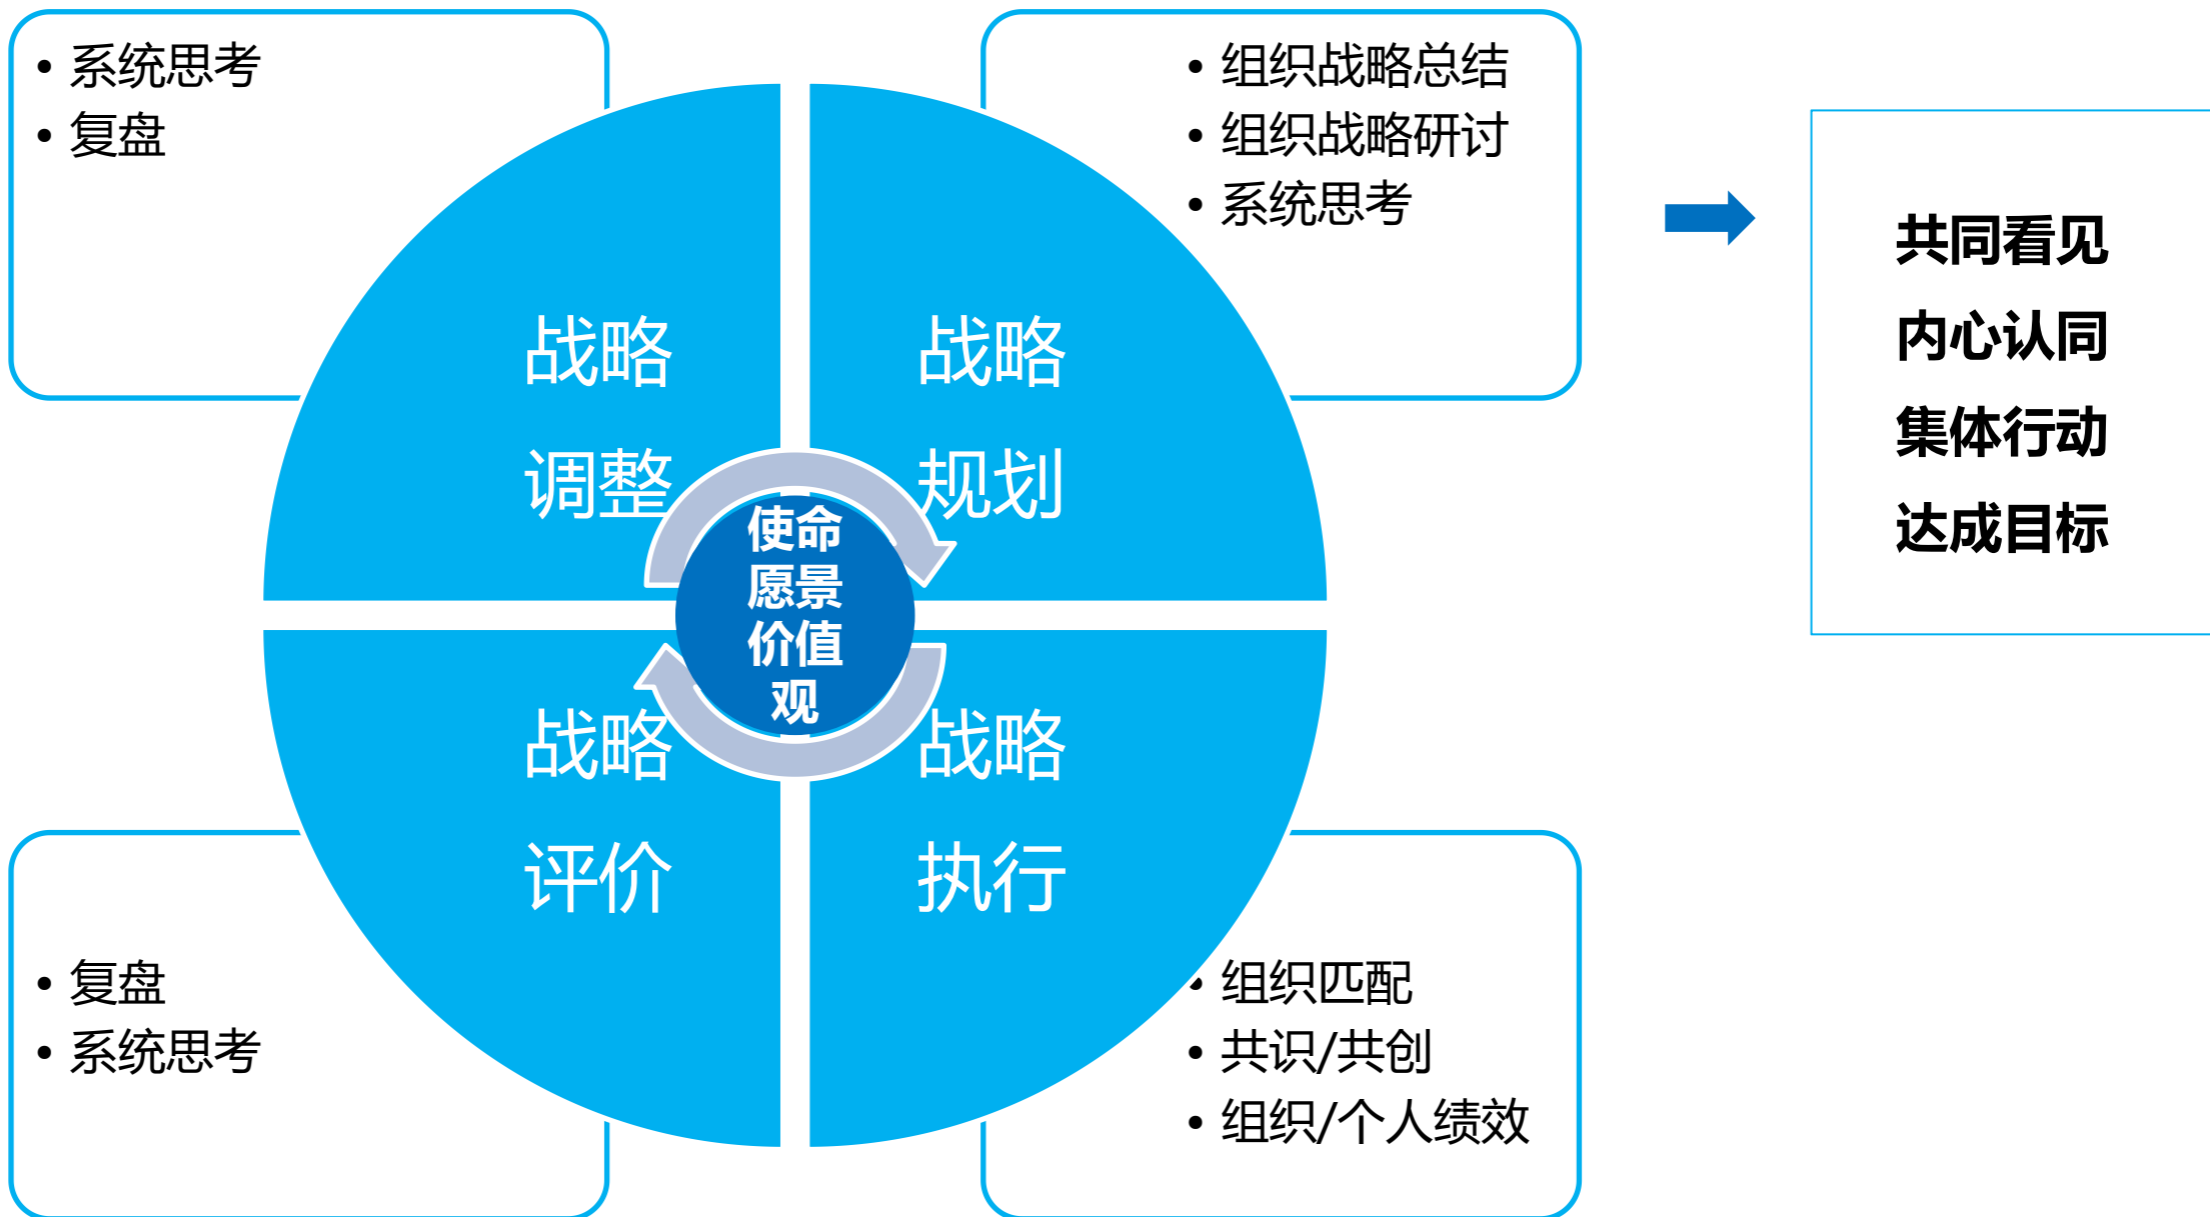 • 系统思考
• 复盘
• 组织战略总结
• 组织战略研讨
• 系统思考
战略
调整
战略
规划
使命
愿景
价值
观
战略
评价
战略
执行
• 复盘
• 系统思考
• 组织匹配
• 共识/共创
• 组织/个人绩效
共同看见
内心认同
集体行动
达成目标